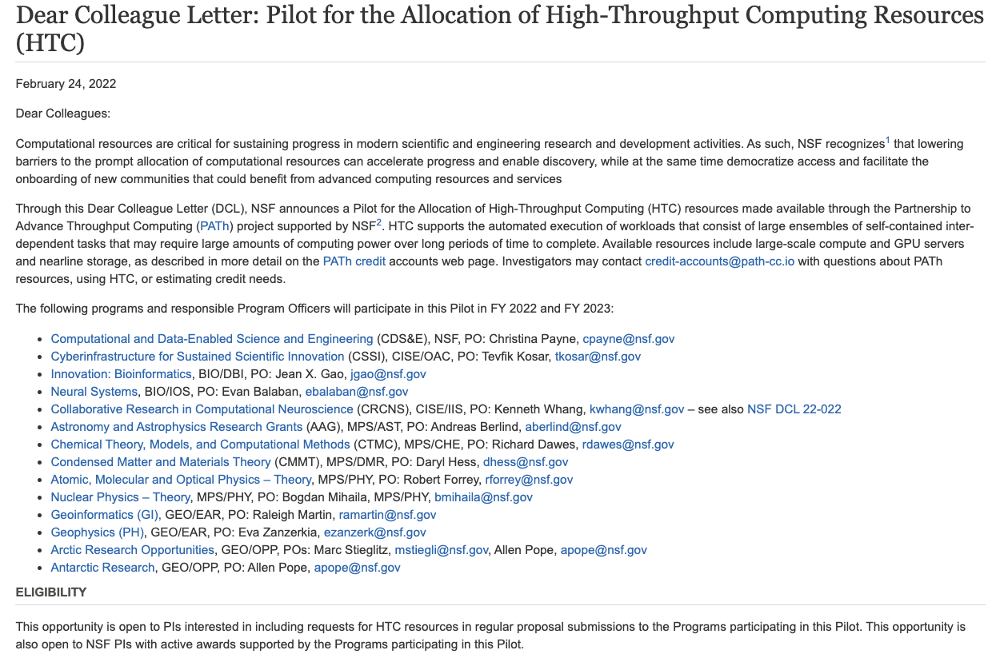 Dear Colleague Letter: Pilot for the Allocation of High-Throughput Computing Resources
(HTC)
February 24, 2022
Dear Colleagues:
Computational resources are critical for sustaining progress in modern scientific and engineering research and development activities. As such, NSF recognizes1 that lowering
barriers to the prompt allocation of computational resources can accelerate progress and enable discovery, while at the same time democratize access and facilitate the
onboarding of new communities that could benefit from advanced computing resources and services
Through this Dear Colleague Letter (DCL), NSF announces a Pilot for the Allocation of High-Throughput Computing (HTC) resources made available through the Partnership to
Advance Throughput Computing (PATh) project supported by NSF2. HTC supports the automated execution of workloads that consist of large ensembles of self-contained inter-
dependent tasks that may require large amounts of computing power over long periods of time to complete. Available resources include large-scale compute and GPU servers
and nearline storage, as described in more detail on the PATh credit accounts web page. Investigators may contact credit-accounts@path-cc.io with questions about PATh
resources, using HTC, or estimating credit needs.
The following programs and responsible Program Officers will participate in this Pilot in FY 2022 and FY 2023:
• Computational and Data-Enabled Science and Engineering (CDS&E), NSF, PO: Christina Payne, cpayne@nsf.gov
• Cyberinfrastructure for Sustained Scientific Innovation (CSSI), CISE/OAC, PO: Tevfik Kosar, tkosar@nsf.gov
• Innovation: Bioinformatics, BIO/DBI, PO: Jean X. Gao, jgao@nsf.gov
• Neural Systems, BIO/IOS, PO: Evan Balaban, ebalaban@nsf.gov
• Collaborative Research in Computational Neuroscience (CRCNS), CISE/IIS, PO: Kenneth Whang, kwhang@nsf.gov – see also NSF DCL 22-022
• Astronomy and Astrophysics Research Grants (AAG), MPS/AST, PO: Andreas Berlind, aberlind@nsf.gov
• Chemical Theory, Models, and Computational Methods (CTMC), MPS/CHE, PO: Richard Dawes, rdawes@nsf.gov
• Condensed Matter and Materials Theory (CMMT), MPS/DMR, PO: Daryl Hess, dhess@nsf.gov
• Atomic, Molecular and Optical Physics – Theory, MPS/PHY, PO: Robert Forrey, rforrey@nsf.gov
• Nuclear Physics – Theory, MPS/PHY, PO: Bogdan Mihaila, MPS/PHY, bmihaila@nsf.gov
• Geoinformatics (GI), GEO/EAR, PO: Raleigh Martin, ramartin@nsf.gov
• Geophysics (PH), GEO/EAR, PO: Eva Zanzerkia, ezanzerk@nsf.gov
• Arctic Research Opportunities, GEO/OPP, POs: Marc Stieglitz, mstiegli@nsf.gov, Allen Pope, apope@nsf.gov
• Antarctic Research, GEO/OPP, PO: Allen Pope, apope@nsf.gov
ELIGIBILITY
This opportunity is open to PIs interested in including requests for HTC resources in regular proposal submissions to the Programs participating in this Pilot. This opportunity is
also open to NSF PIs with active awards supported by the Programs participating in this Pilot.